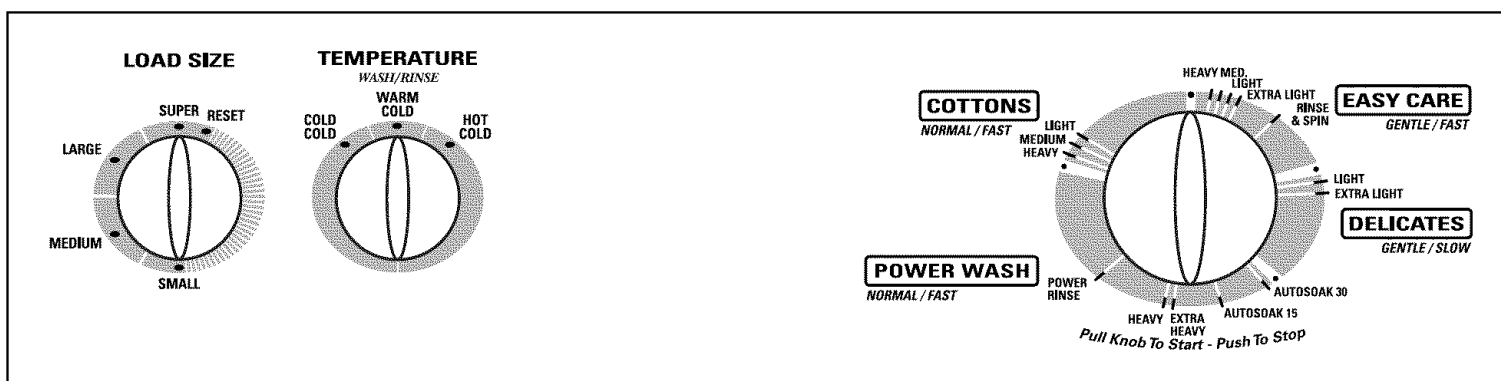 LOAD SIZE
SUPER
RESET
LARGE
MEDIUM
SMALL
TEMPERATURE
WASH/RINSE
COLD
COLD
WARM
COLD
HOT
COLD
COTTONS
NORMAL / FAST
LIGHT
MEDIUM
HEAVY
HEAVY MED.
LIGHT
EXTRA LIGHT
RINSE
& SPIN
EASY CARE
GENTLE / FAST
LIGHT
EXTRA LIGHT
DELICATES
GENTLE / SLOW
POWER WASH
NORMAL / FAST
POWER
RINSE
HEAVY
EXTRA
HEAVY
AUTOSOAK 15
AUTOSOAK 30
Pull Knob To Start - Push To Stop